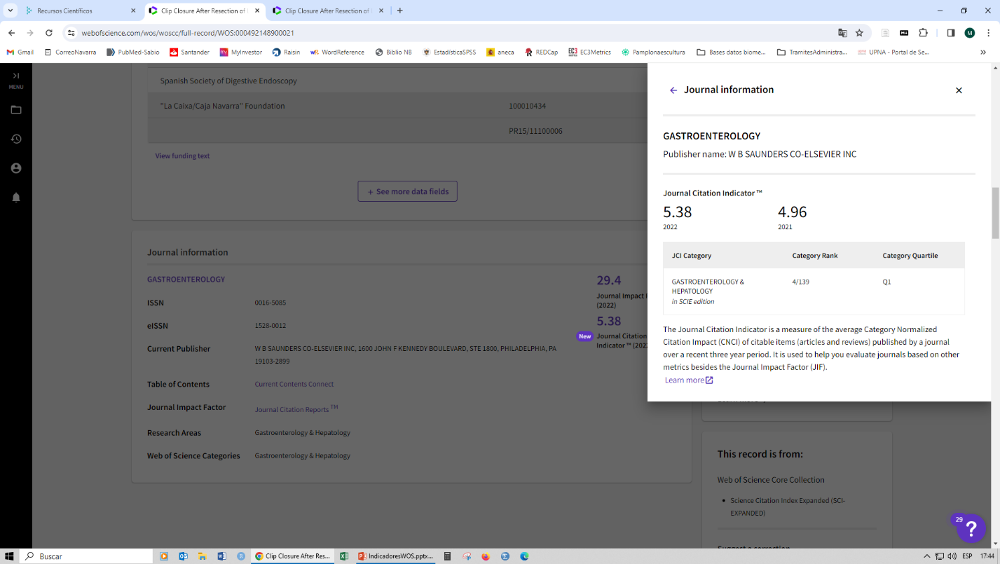 Recursos Científicos
Clip Closure After Resection of
Clip Closure After Resection of
webofscience.com/wos/woscc/full-record/WOS:000492148900021
M
Gmail
CorreoNavarra
PubMed-Sabio
Santander
my MyInvestor
Raisin
WordReference
Biblio NB
EstadísticaSPSS
aneca
REDCap
EC3 EC3Metrics
Pamplonaescultura
Bases datos biome...
TramitesAdministra...
UPNA - Portal de Se...
MENU
Spanish Society of Digestive Endoscopy
"La Caixa/Caja Navarra" Foundation 100010434
PR15/11100006
View funding text
+ See more data fields
Journal information
GASTROENTEROLOGY
ISSN 0016-5085
eISSN 1528-0012
Current Publisher W B SAUNDERS CO-ELSEVIER INC, 1600 JOHN F KENNEDY BOULEVARD, STE 1800, PHILADELPHIA, PA
19103-2899
Table of Contents Current Contents Connect
Journal Impact Factor Journal Citation Reports TM
Research Areas Gastroenterology & Hepatology
Web of Science Categories Gastroenterology & Hepatology
29.4
Journal Impact
(2022)
5.38
New Journal Citation
Indicator ™ (202
Journal information
GASTROENTEROLOGY
Publisher name: W B SAUNDERS CO-ELSEVIER INC
Journal Citation Indicator ™
5.38 4.96
2022 2021
JCI Category Category Rank Category Quartile
GASTROENTEROLOGY & 4/139 Q1
HEPATOLOGY
in SCIE edition
The Journal Citation Indicator is a measure of the average Category Normalized
Citation Impact (CNCI) of citable items (articles and reviews) published by a journal
over a recent three year period. It is used to help you evaluate journals based on other
metrics besides the Journal Impact Factor (JIF).
Learn more
This record is from:
Web of Science Core Collection
• Science Citation Index Expanded (SCI-
EXPANDED)
29
?
Buscar
Clip Closure After Res...
IndicadoresWOS.pptx...
ESP
17:44